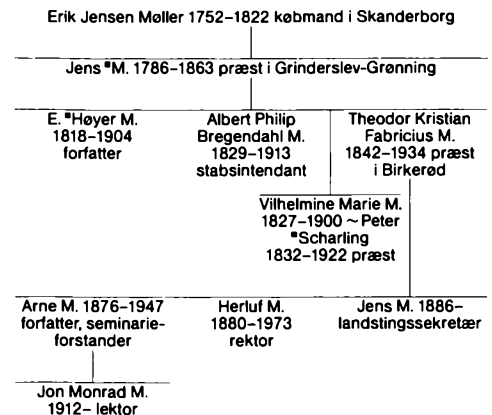 Erik Jensen Møller 1752–1822 købmand i Skanderborg
Jens *M. 1786–1863 præst i Grinderslev-Grønning
E. *Høyer M.
1818–1904
forfatter
Albert Philip
Bregendahl M.
1829–1913
stabsintendant
Theodor Kristian
Fabricius M.
1842–1934 præst
i Birkerød
Vilhelmine Marie M.
1827–1900 ~ Peter
*Scharling
1832–1922 præst
Arne M. 1876–1947
forfatter, seminarie-
forstander
Herluf M.
1880–1973
rektor
Jens M. 1886–
landstingssekretær
Jon Monrad M.
1912– lektor